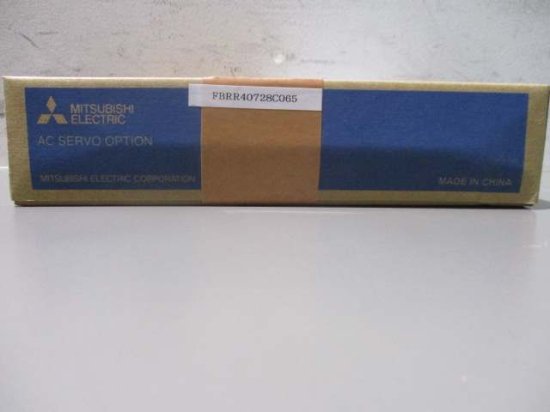 FBRR40728C065
MITSUBISHI
ELECTRIC
AC SERVO OPTION
MITSUBISHI ELECTRIC CORPORATION
MADE IN CHINA